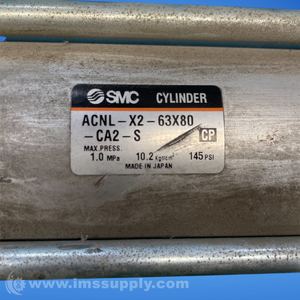 SMC CYLINDER
ACNL-X2-63X80
-CA2-S CP
MAX.PRESS.
1.0 MPa 10.2 Kgf/cm² 145 PSI
MADE IN JAPAN
© www.imssupply.com